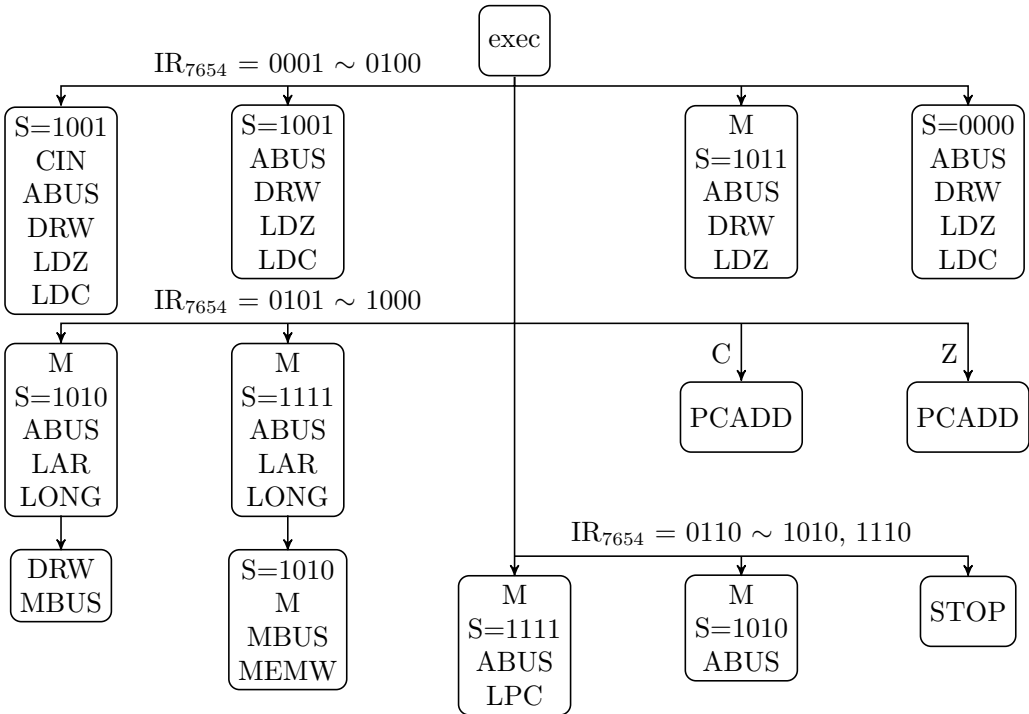 exec
IR7654 = 0001 ∼ 0100
S=1001
CIN
ABUS
DRW
LDZ
LDC
S=1001
ABUS
DRW
LDZ
LDC
M
S=1011
ABUS
DRW
LDZ
S=0000
ABUS
DRW
LDZ
LDC
IR7654 = 0101 ∼ 1000
M
S=1010
ABUS
LAR
LONG
M
S=1111
ABUS
LAR
LONG
C
PCADD
Z
PCADD
DRW
MBUS
S=1010
M
MBUS
MEMW
IR7654 = 0110 ∼ 1010, 1110
M
S=1111
ABUS
LPC
M
S=1010
ABUS
STOP